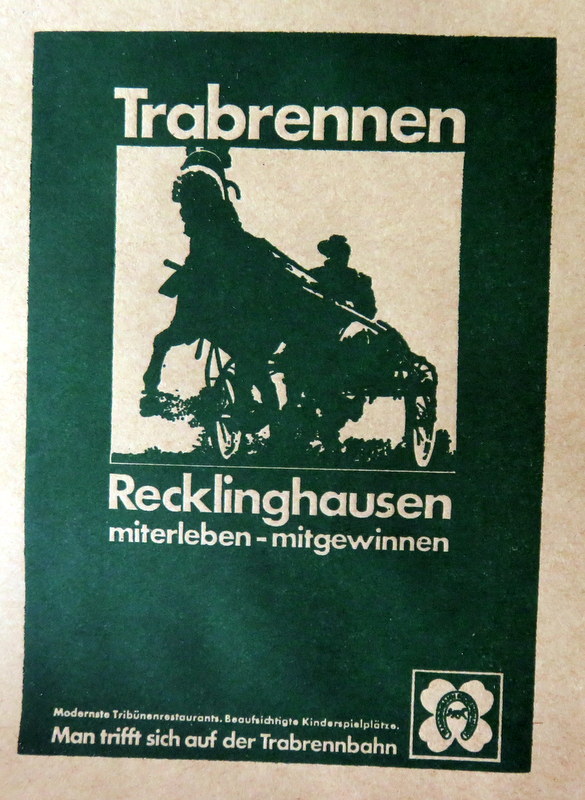 Trabrennen
Recklinghausen
miterleben - mitgewinnen
Modernste Tribünenrestaurants. Beaufsichtigte Kinderspielplätze.
Man trifft sich auf der Trabrennbahn